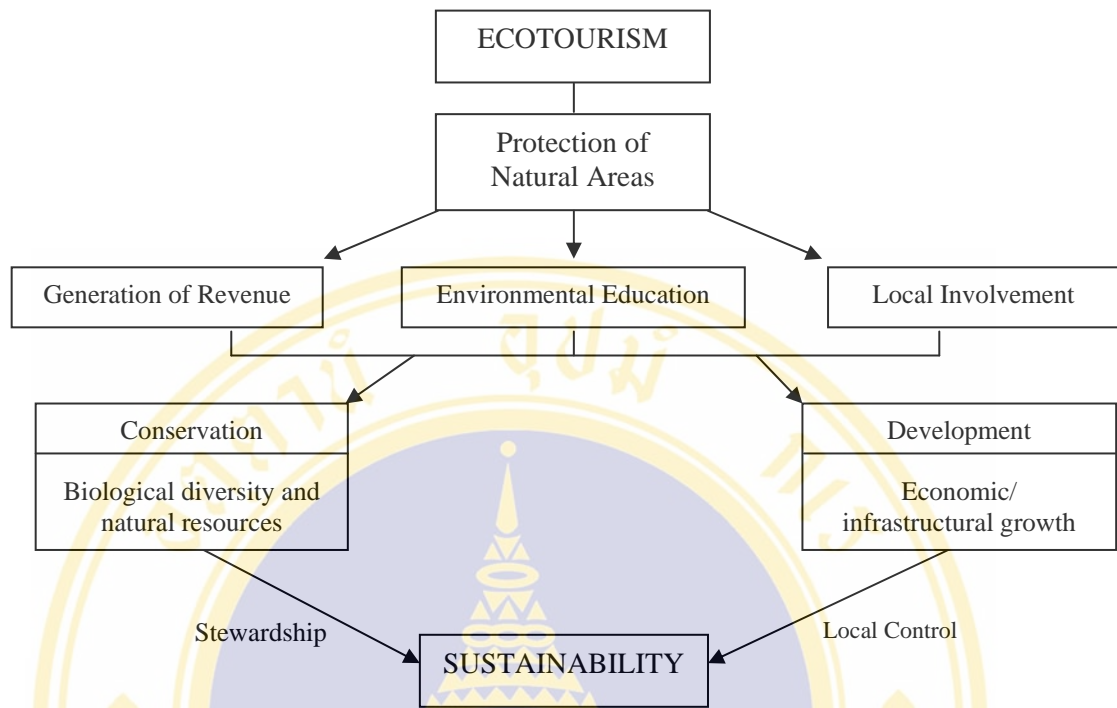 ECOTOURISM
Protection of
Natural Areas
Generation of Revenue
Environmental Education
Local Involvement
Conservation
Development
Biological diversity and
natural resources
Economic/
infrastructural growth
Stewardship
Local Control
SUSTAINABILITY